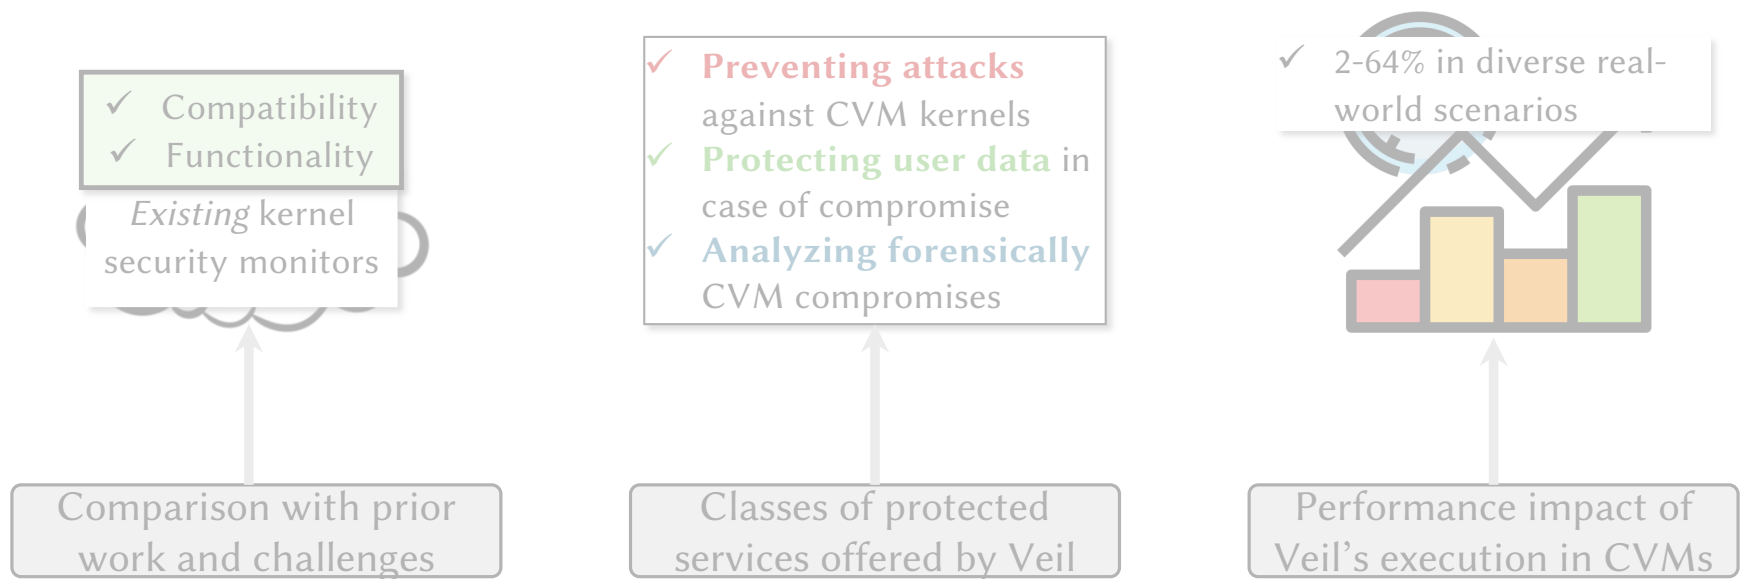 ✓ Compatibility
✓ Functionality
Existing kernel
security monitors
Comparison with prior
work and challenges
✓ Preventing attacks
against CVM kernels
✓ Protecting user data in
case of compromise
✓ Analyzing forensically
CVM compromises
Classes of protected
services offered by Veil
✓ 2-64% in diverse real-
world scenarios
Performance impact of
Veil's execution in CVMs